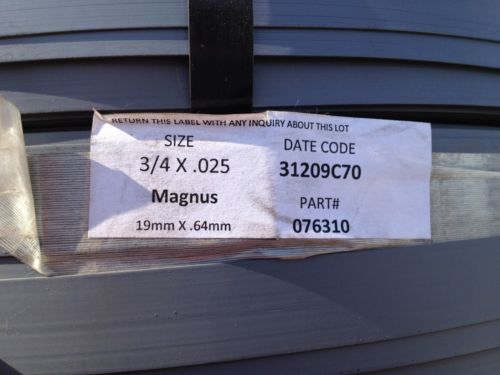 RETURN THIS LABEL WITH ANY INQUIRY ABOUT THIS LOT
SIZE
3/4 X .025
Magnus
19mm X .64mm
DATE CODE
31209C70
PART#
076310